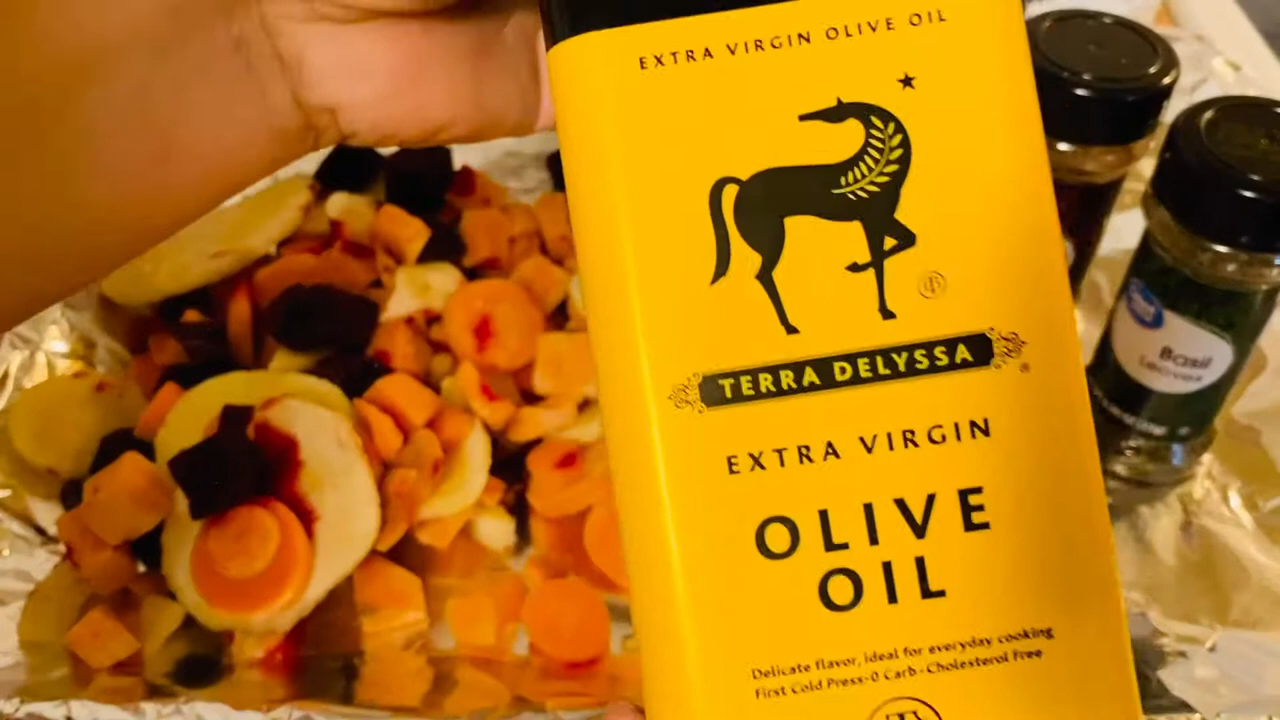 EXTRA VIRGIN OLIVE OIL
TERRA DELYSSA
EXTRA VIRGIN
OLIVE
OIL
Delicate flavor, ideal for everyday cooking
First Cold Press-0 Carb-Cholesterol Free
Basil
Leaves